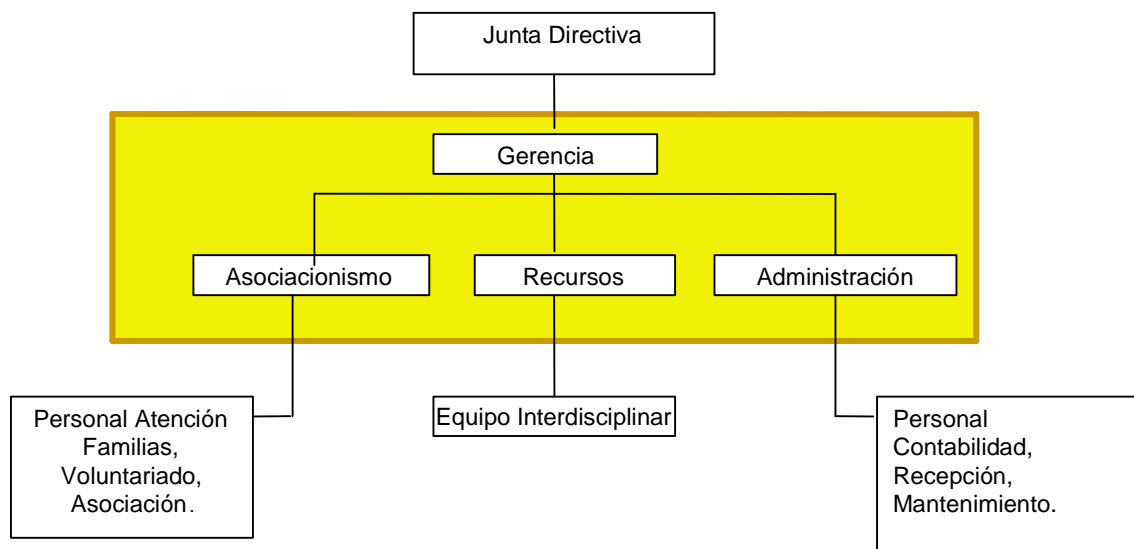 Junta Directiva
Gerencia
Asociacionismo
Recursos
Administración
Personal Atención
Familias,
Voluntariado,
Asociación.
Equipo Interdisciplinar
Personal
Contabilidad,
Recepción,
Mantenimiento.